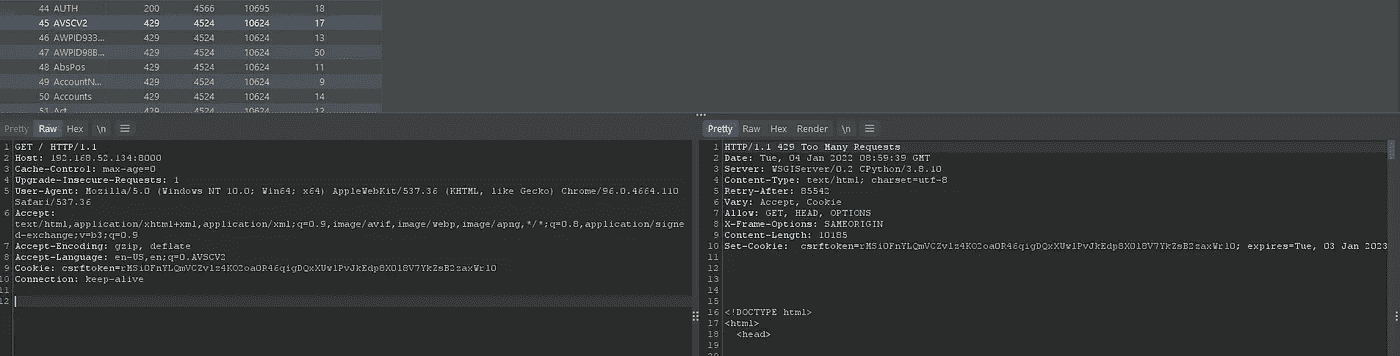 44 AUTH 200 4566 10695 18
45 AVSCV2 429 4524 10624 17
46 AWPID933... 429 4524 10624 13
47 AWPID98B... 429 4524 10624 50
48 AbsPos 429 4524 10624 11
49 AccountN... 429 4524 10624 9
50 Accounts 429 4524 10624 14
51 Act 429 4524 10624 12
Pretty Raw Hex \n
1 GET / HTTP/1.1
2 Host: 192.168.52.134:8000
3 Cache-Control: max-age=0
4 Upgrade-Insecure-Requests: 1
5 User-Agent: Mozilla/5.0 (Windows NT 10.0; Win64; x64) AppleWebKit/537.36 (KHTML, like Gecko) Chrome/96.0.4664.110
Safari/537.36
6 Accept:
text/html,application/xhtml+xml,application/xml;q=0.9,image/avif,image/webp,image/apng,*/*;q=0.8,application/signe
d-exchange;v=b3;q=0.9
7 Accept-Encoding: gzip, deflate
8 Accept-Language: en-US,en;q=0.AVSCV2
9 Cookie: csrftoken=
10 Connection: keep-alive
11
12
Pretty Raw Hex Render \n
1 HTTP/1.1 429 Too Many Requests
2 Date: Tue, 04 Jan 2022 08:59:39 GMT
3 Server: WSGIServer/0.2 CPython/3.8.10
4 Content-Type: text/html; charset=utf-8
5 Retry-After: 85542
6 Vary: Accept, Cookie
7 Allow: GET, HEAD, OPTIONS
8 X-Frame-Options: SAMEORIGIN
9 Content-Length: 10185
10 Set-Cookie: csrftoken= expires=Tue, 03 Jan 2023
11
12
13
14
15
16 <!DOCTYPE html>
17 <html>
18 <head>
19